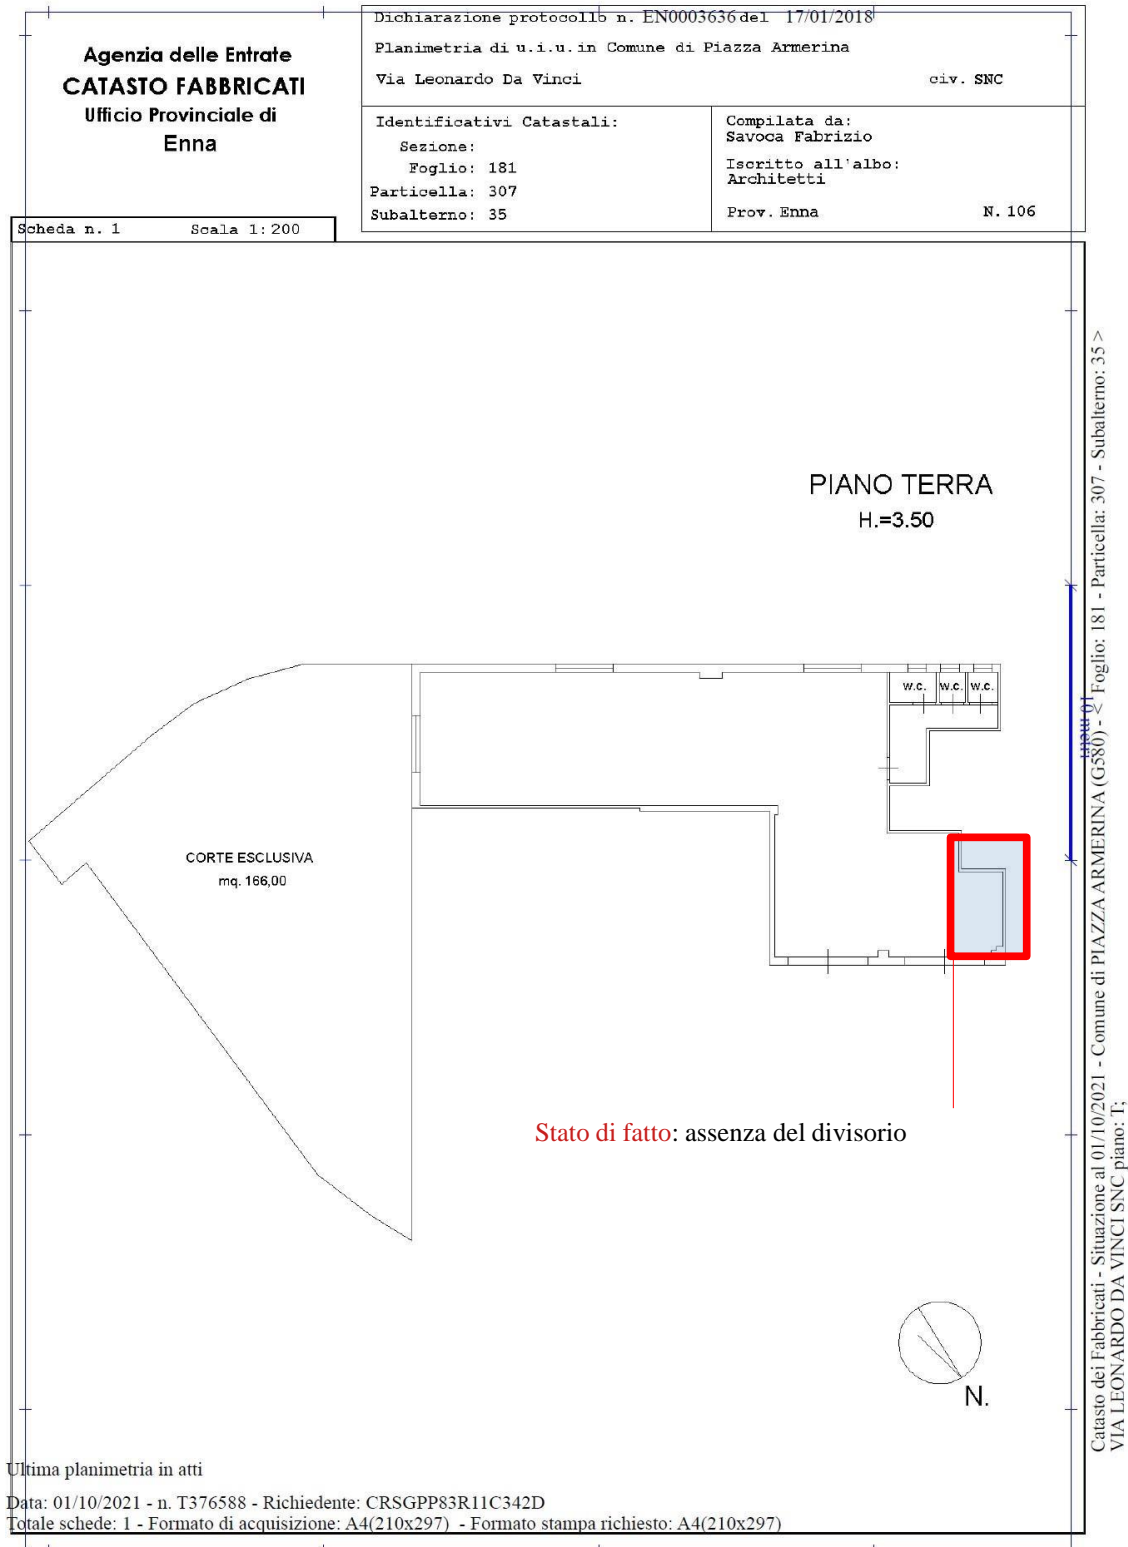 Agenzia delle Entrate
CATASTO FABBRICATI
Ufficio Provinciale di
Enna
Dichiarazione protocollo n. EN0003636 del 17/01/2018
Planimetria di u.i.u. in Comune di Piazza Armerina
Via Leonardo Da Vinci civ. SNC
Identificativi Catastali:
Sezione:
Foglio: 181
Particella: 307
Subalterno: 35
Compilata da:
Savoca Fabrizio
Iscritto all'albo:
Architetti
Prov. Enna N. 106
Scheda n. 1 Scala 1:200
PIANO TERRA
H.=3.50
w.c. w.c. w.c.
CORTE ESCLUSIVA
mq. 166,00
Stato di fatto: assenza del divisorio
N.
10 metri
Catasto dei Fabbricati - Situazione al 01/10/2021 - Comune di PIAZZA ARMERINA (G580) - < Foglio: 181 - Particella: 307 - Subalterno: 35 >
VIA LEONARDO DA VINCI SNC piano: T;
Ultima planimetria in atti
Data: 01/10/2021 - n. T376588 - Richiedente: CRSGPP83R11C342D
Totale schede: 1 - Formato di acquisizione: A4(210x297) - Formato stampa richiesto: A4(210x297)